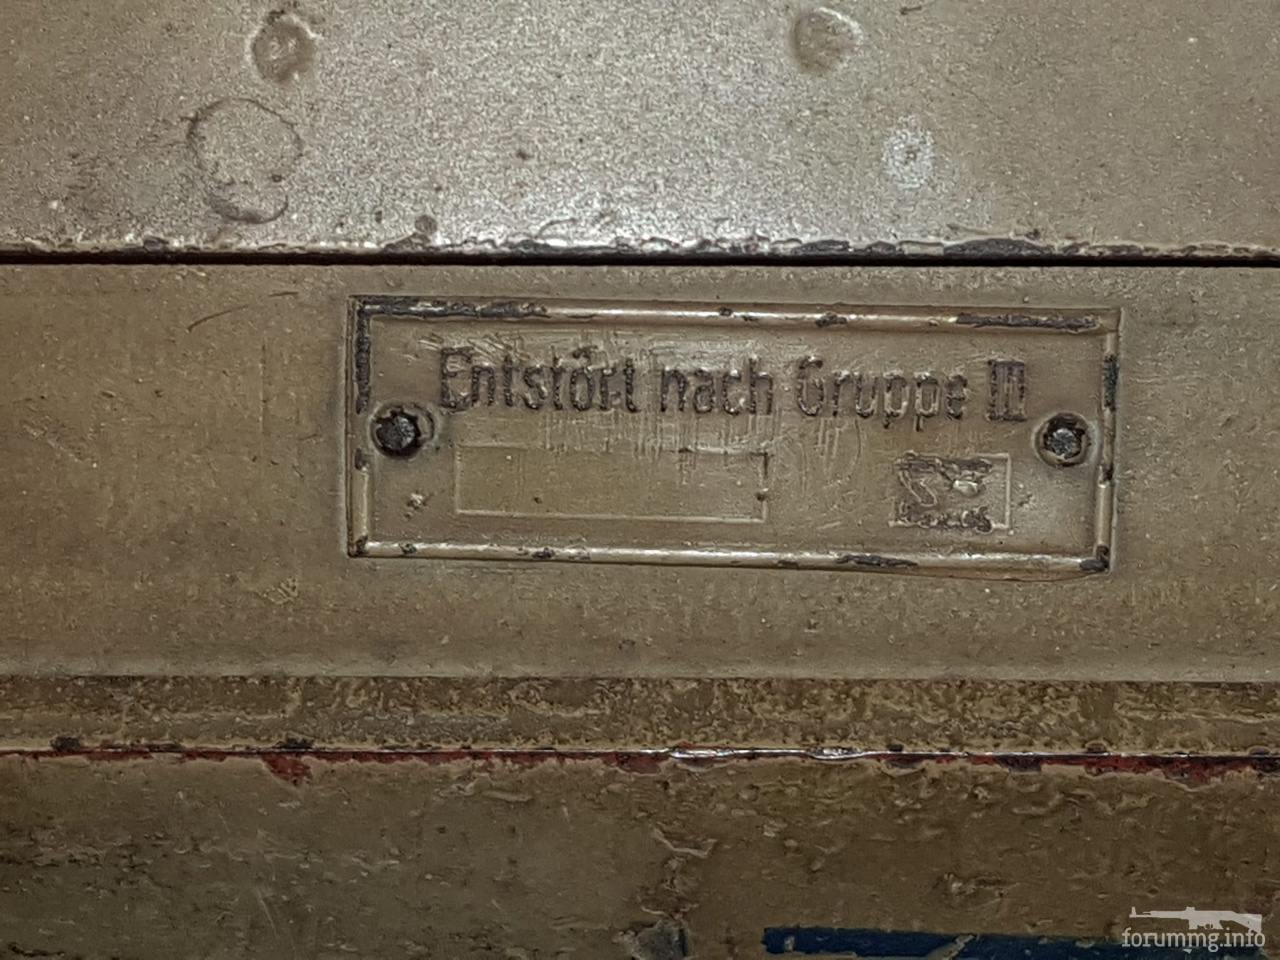 Entstört nach Gruppe III
forummg.info